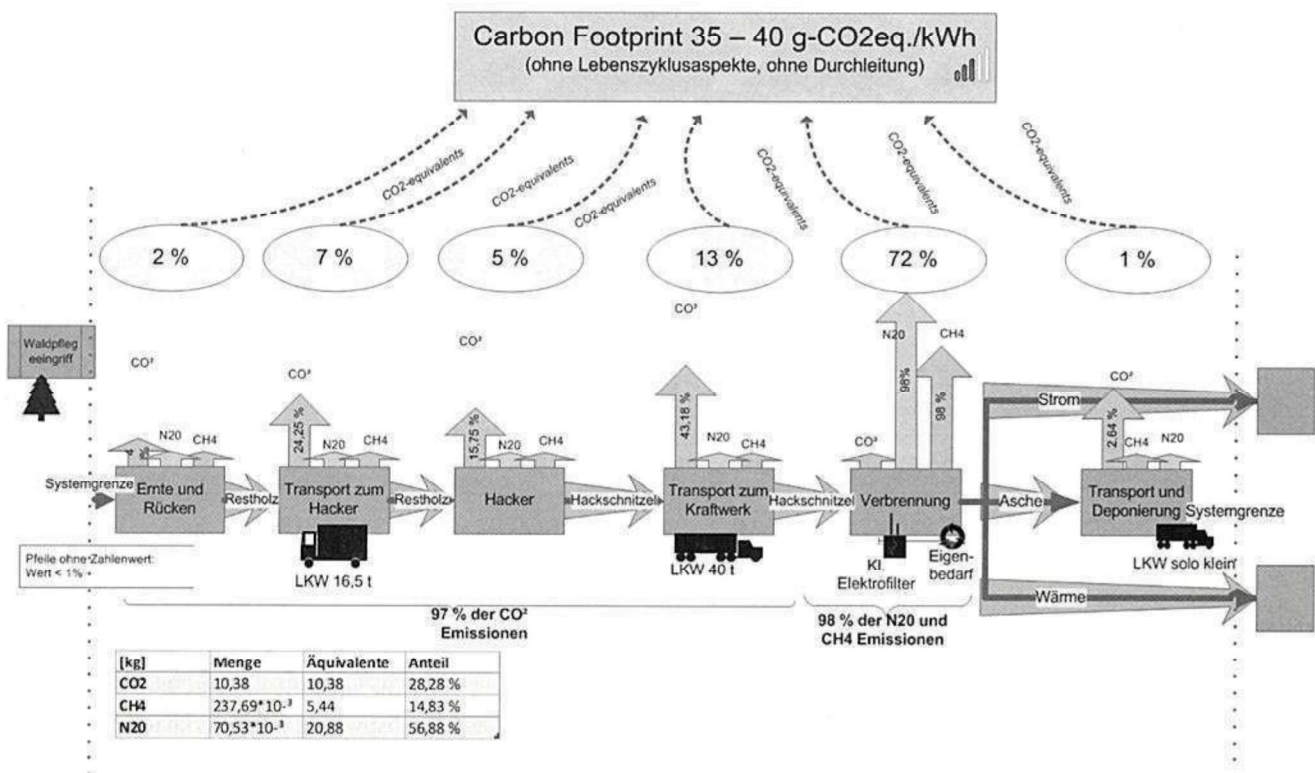 Carbon Footprint 35 – 40 g-CO2eq./kWh
(ohne Lebenszyklusaspekte, ohne Durchleitung)
CO2-equivalents
CO2-equivalents
CO2-equivalents
CO2-equivalents
CO2-equivalents
CO2-equivalents
2 %
7 %
5 %
13 %
72 %
1 %
Waldpfleg
eeingriff
CO²
CO²
CO²
CO²
N20
CH4
CO²
24,25 %
15,75 %
43,18 %
98%
98 %
2.64 %
N20
CH4
N20
CH4
N20
CH4
N20
CH4
CO²
CH4
N20
Strom
Systemgrenze
Ernte und
Rücken
Restholz
Transport zum
Hacker
Restholz
Hacker
Hackschnitzel
Transport zum
Kraftwerk
Hackschnitzel
Verbrennung
Asche
Transport und
Deponierung
Systemgrenze
Pfeile ohne Zahlenwert:
Wert < 1%
LKW 16,5 t
LKW 40 t
Kl.
Elektrofilter
Eigen-
bedarf
LKW solo klein
Wärme
97 % der CO²
Emissionen
98 % der N20 und
CH4 Emissionen
[kg] Menge Äquivalente Anteil
CO2 10,38 10,38 28,28 %
CH4 237,69*10-³ 5,44 14,83 %
N20 70,53*10-³ 20,88 56,88 %